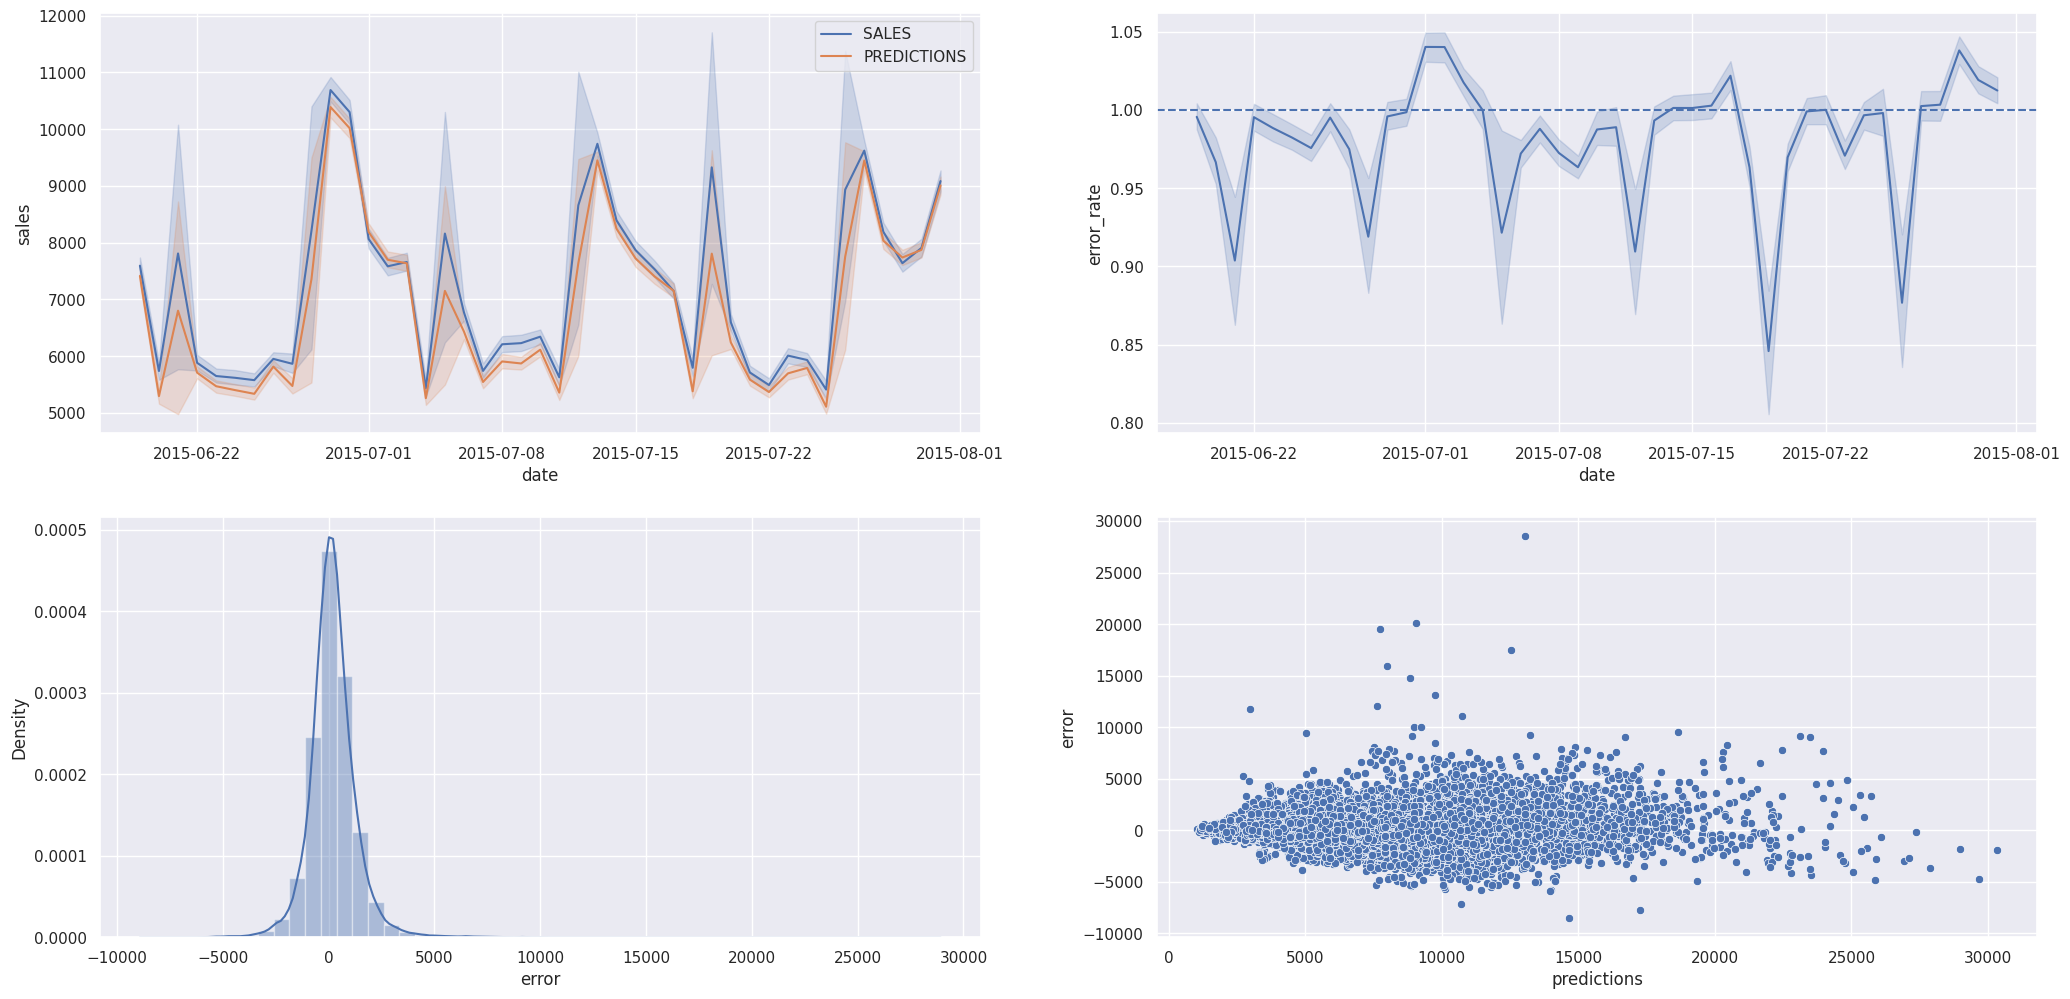 12000
11000
10000
9000
8000
7000
6000
5000
sales
SALES
PREDICTIONS
2015-06-22 2015-07-01 2015-07-08 2015-07-15 2015-07-22 2015-08-01
date
1.05
1.00
0.95
0.90
0.85
0.80
error_rate
2015-06-22 2015-07-01 2015-07-08 2015-07-15 2015-07-22 2015-08-01
date
0.0005
0.0004
0.0003
0.0002
0.0001
0.0000
Density
−10000 −5000 0 5000 10000 15000 20000 25000 30000
error
30000
25000
20000
15000
10000
5000
0
−5000
−10000
error
0 5000 10000 15000 20000 25000 30000
predictions